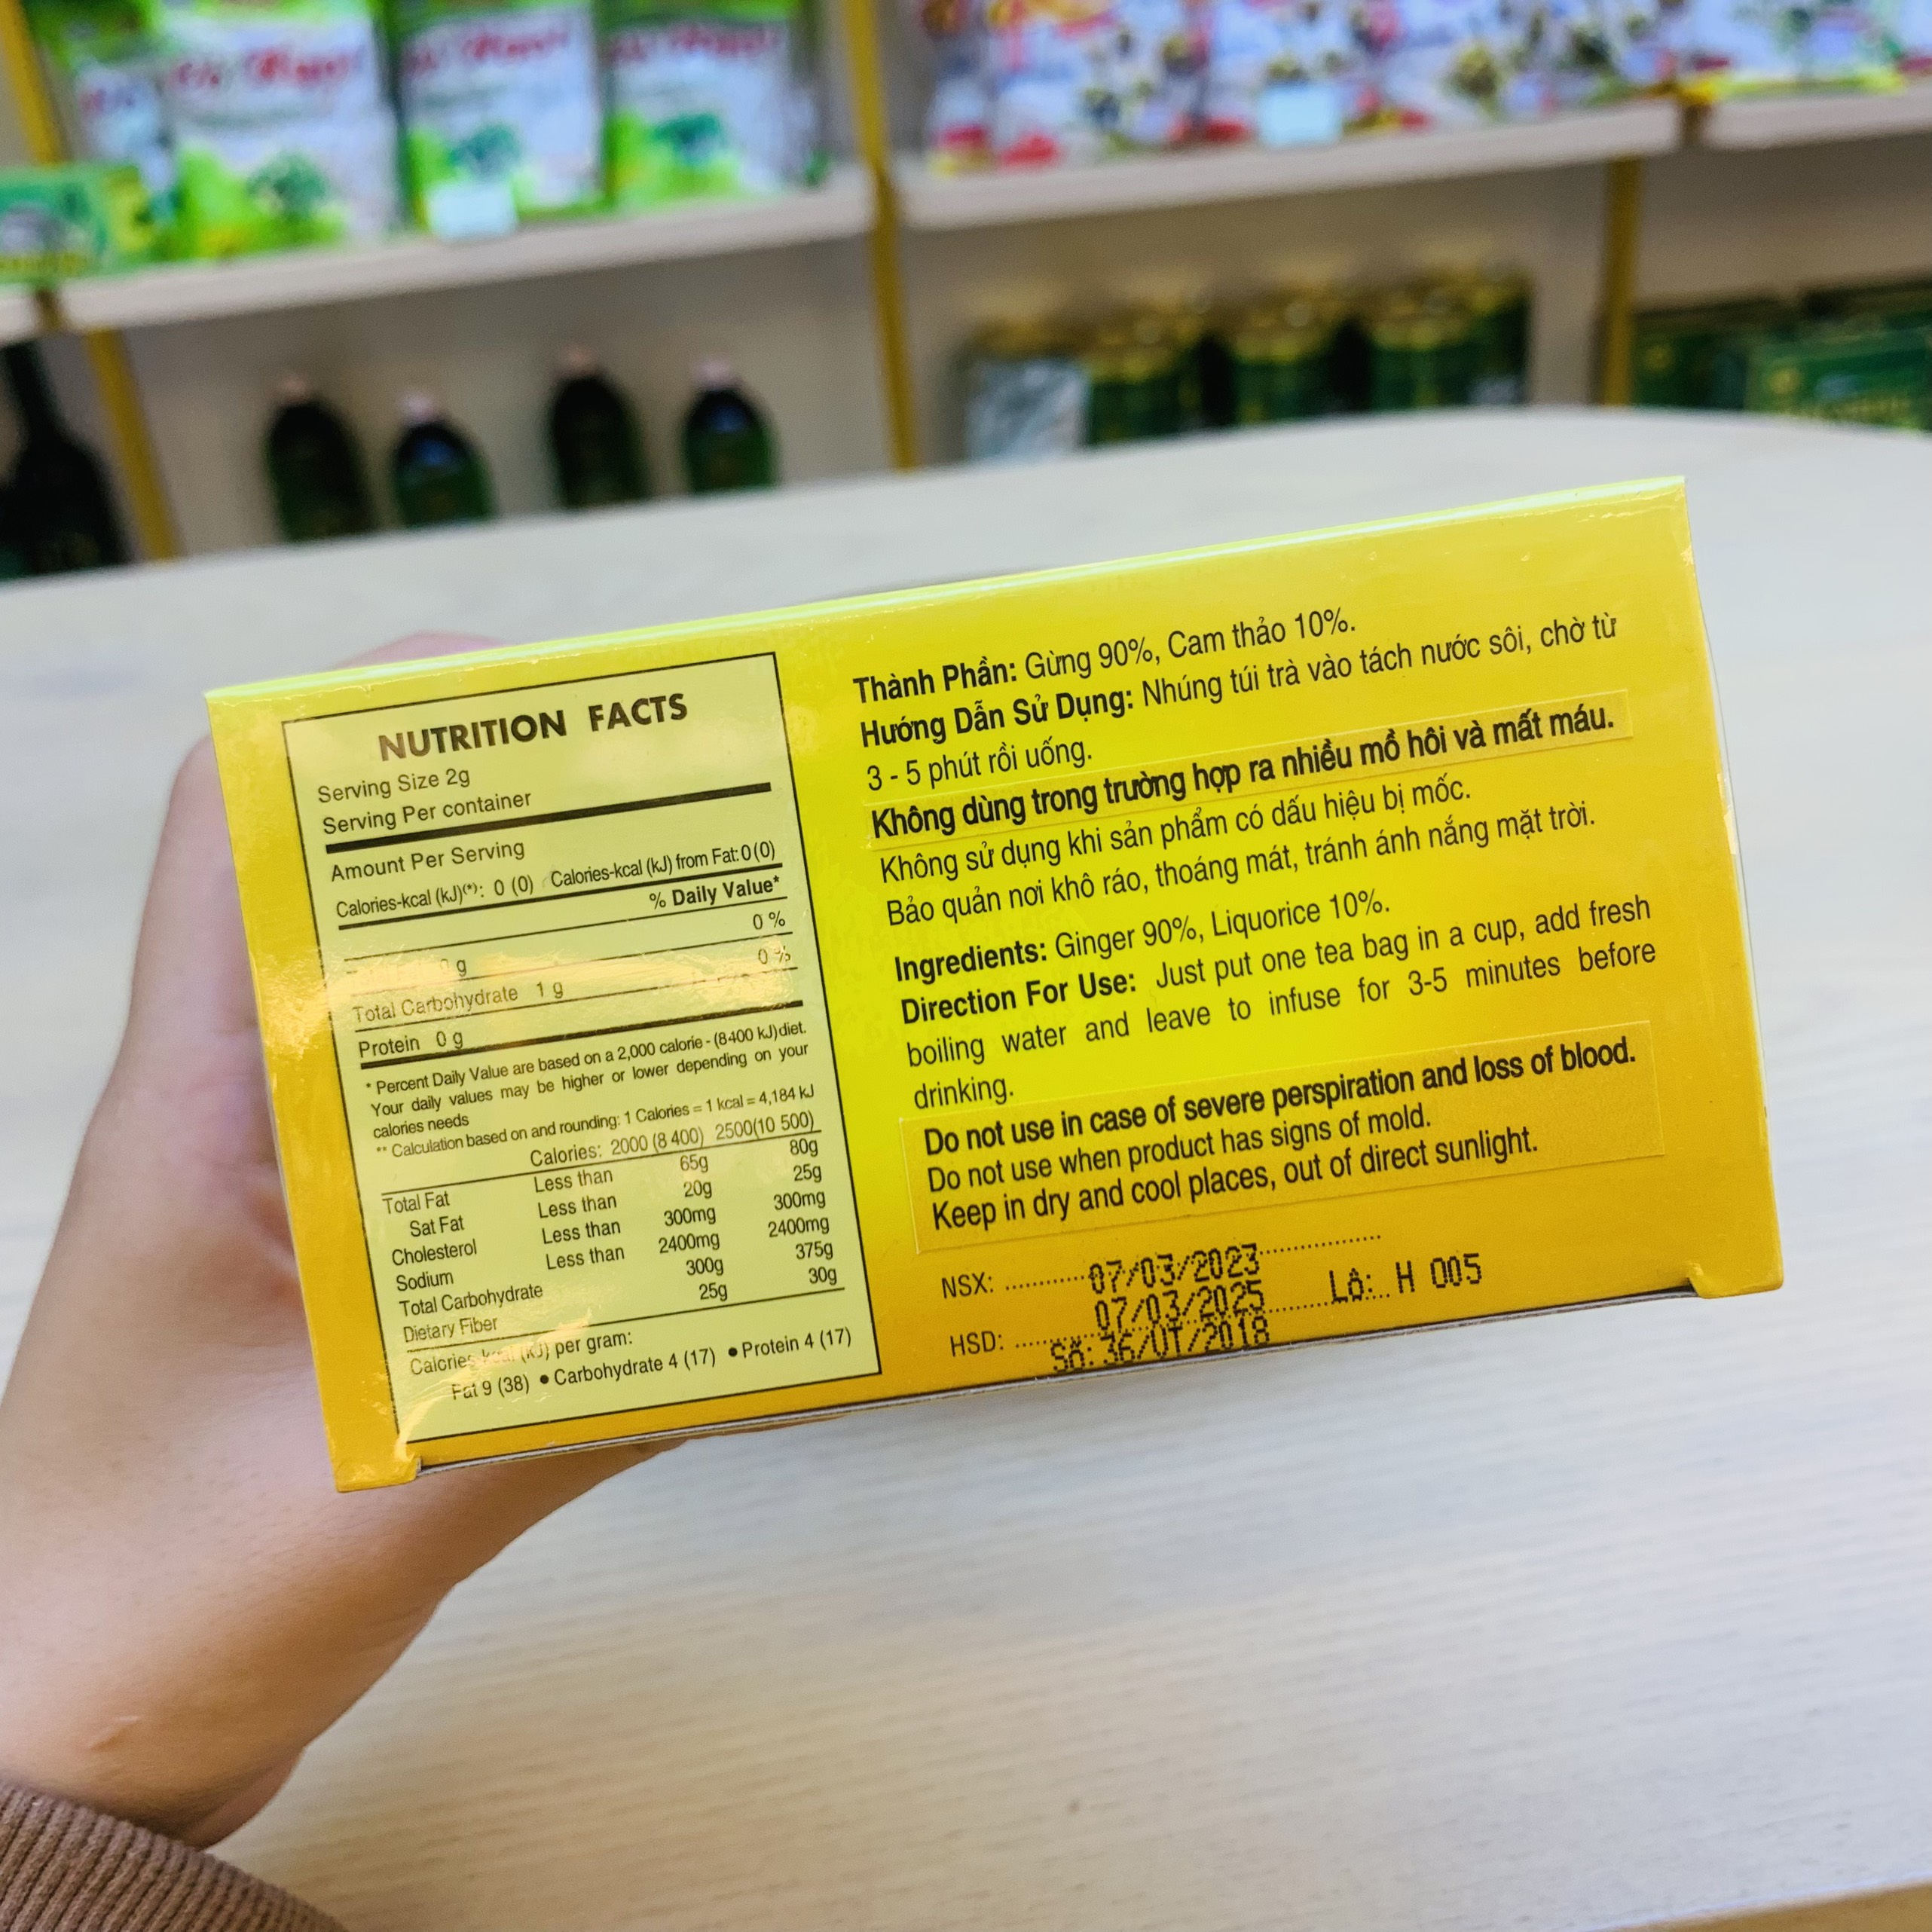 NUTRITION FACTS
Serving Size 2g
Serving Per container
Amount Per Serving
Calories-kcal (kJ)(*): 0 (0) Calories-kcal (kJ) from Fat: 0 (0)
% Daily Value*
0 %
0 g
0 %
Total Carbohydrate 1 g
Protein 0 g
* Percent Daily Value are based on a 2,000 calorie - (8400 kJ) diet.
Your daily values may be higher or lower depending on your
calories needs
** Calculation based on and rounding: 1 Calories = 1 kcal = 4,184 kJ
Calories: 2000 (8 400) 2500(10 500)
Total Fat Less than 65g 80g
Sat Fat Less than 20g 25g
Cholesterol Less than 300mg 300mg
Sodium Less than 2400mg 2400mg
Total Carbohydrate 300g 375g
Dietary Fiber 25g 30g
Calories-kcal (kJ) per gram:
Fat 9 (38) • Carbohydrate 4 (17) • Protein 4 (17)
Thành Phần: Gừng 90%, Cam thảo 10%.
Hướng Dẫn Sử Dụng: Nhúng túi trà vào tách nước sôi, chờ từ
3 - 5 phút rồi uống.
Không dùng trong trường hợp ra nhiều mồ hôi và mất máu.
Không sử dụng khi sản phẩm có dấu hiệu bị mốc.
Bảo quản nơi khô ráo, thoáng mát, tránh ánh nắng mặt trời.
Ingredients: Ginger 90%, Liquorice 10%.
Direction For Use: Just put one tea bag in a cup, add fresh
boiling water and leave to infuse for 3-5 minutes before
drinking.
Do not use in case of severe perspiration and loss of blood.
Do not use when product has signs of mold.
Keep in dry and cool places, out of direct sunlight.
NSX: 07/03/2023
HSD: 07/03/2025 Lô: H 005
Số: 36/UT/2018